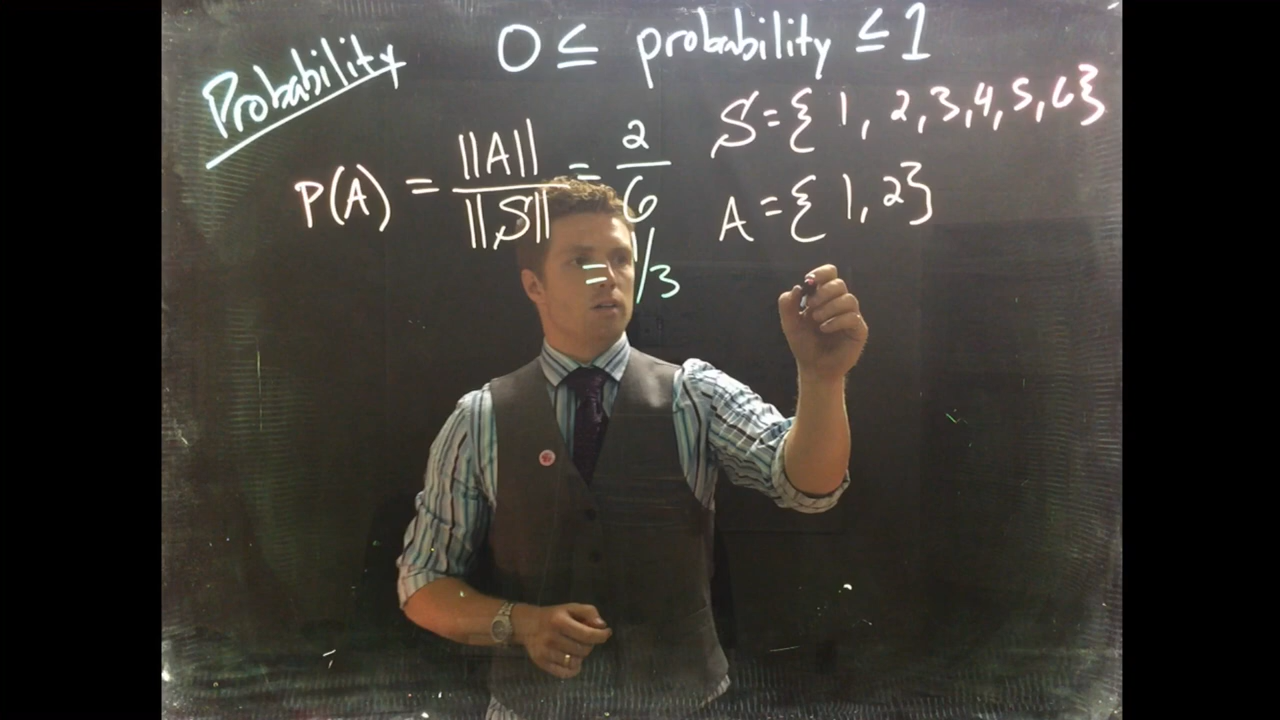 Probability
0 ≤ probability ≤ 1
S = { 1, 2, 3, 4, 5, 6 }
P(A) = ||A|| / ||S|| = 2 / 6
A = { 1, 2 }
= 1/3